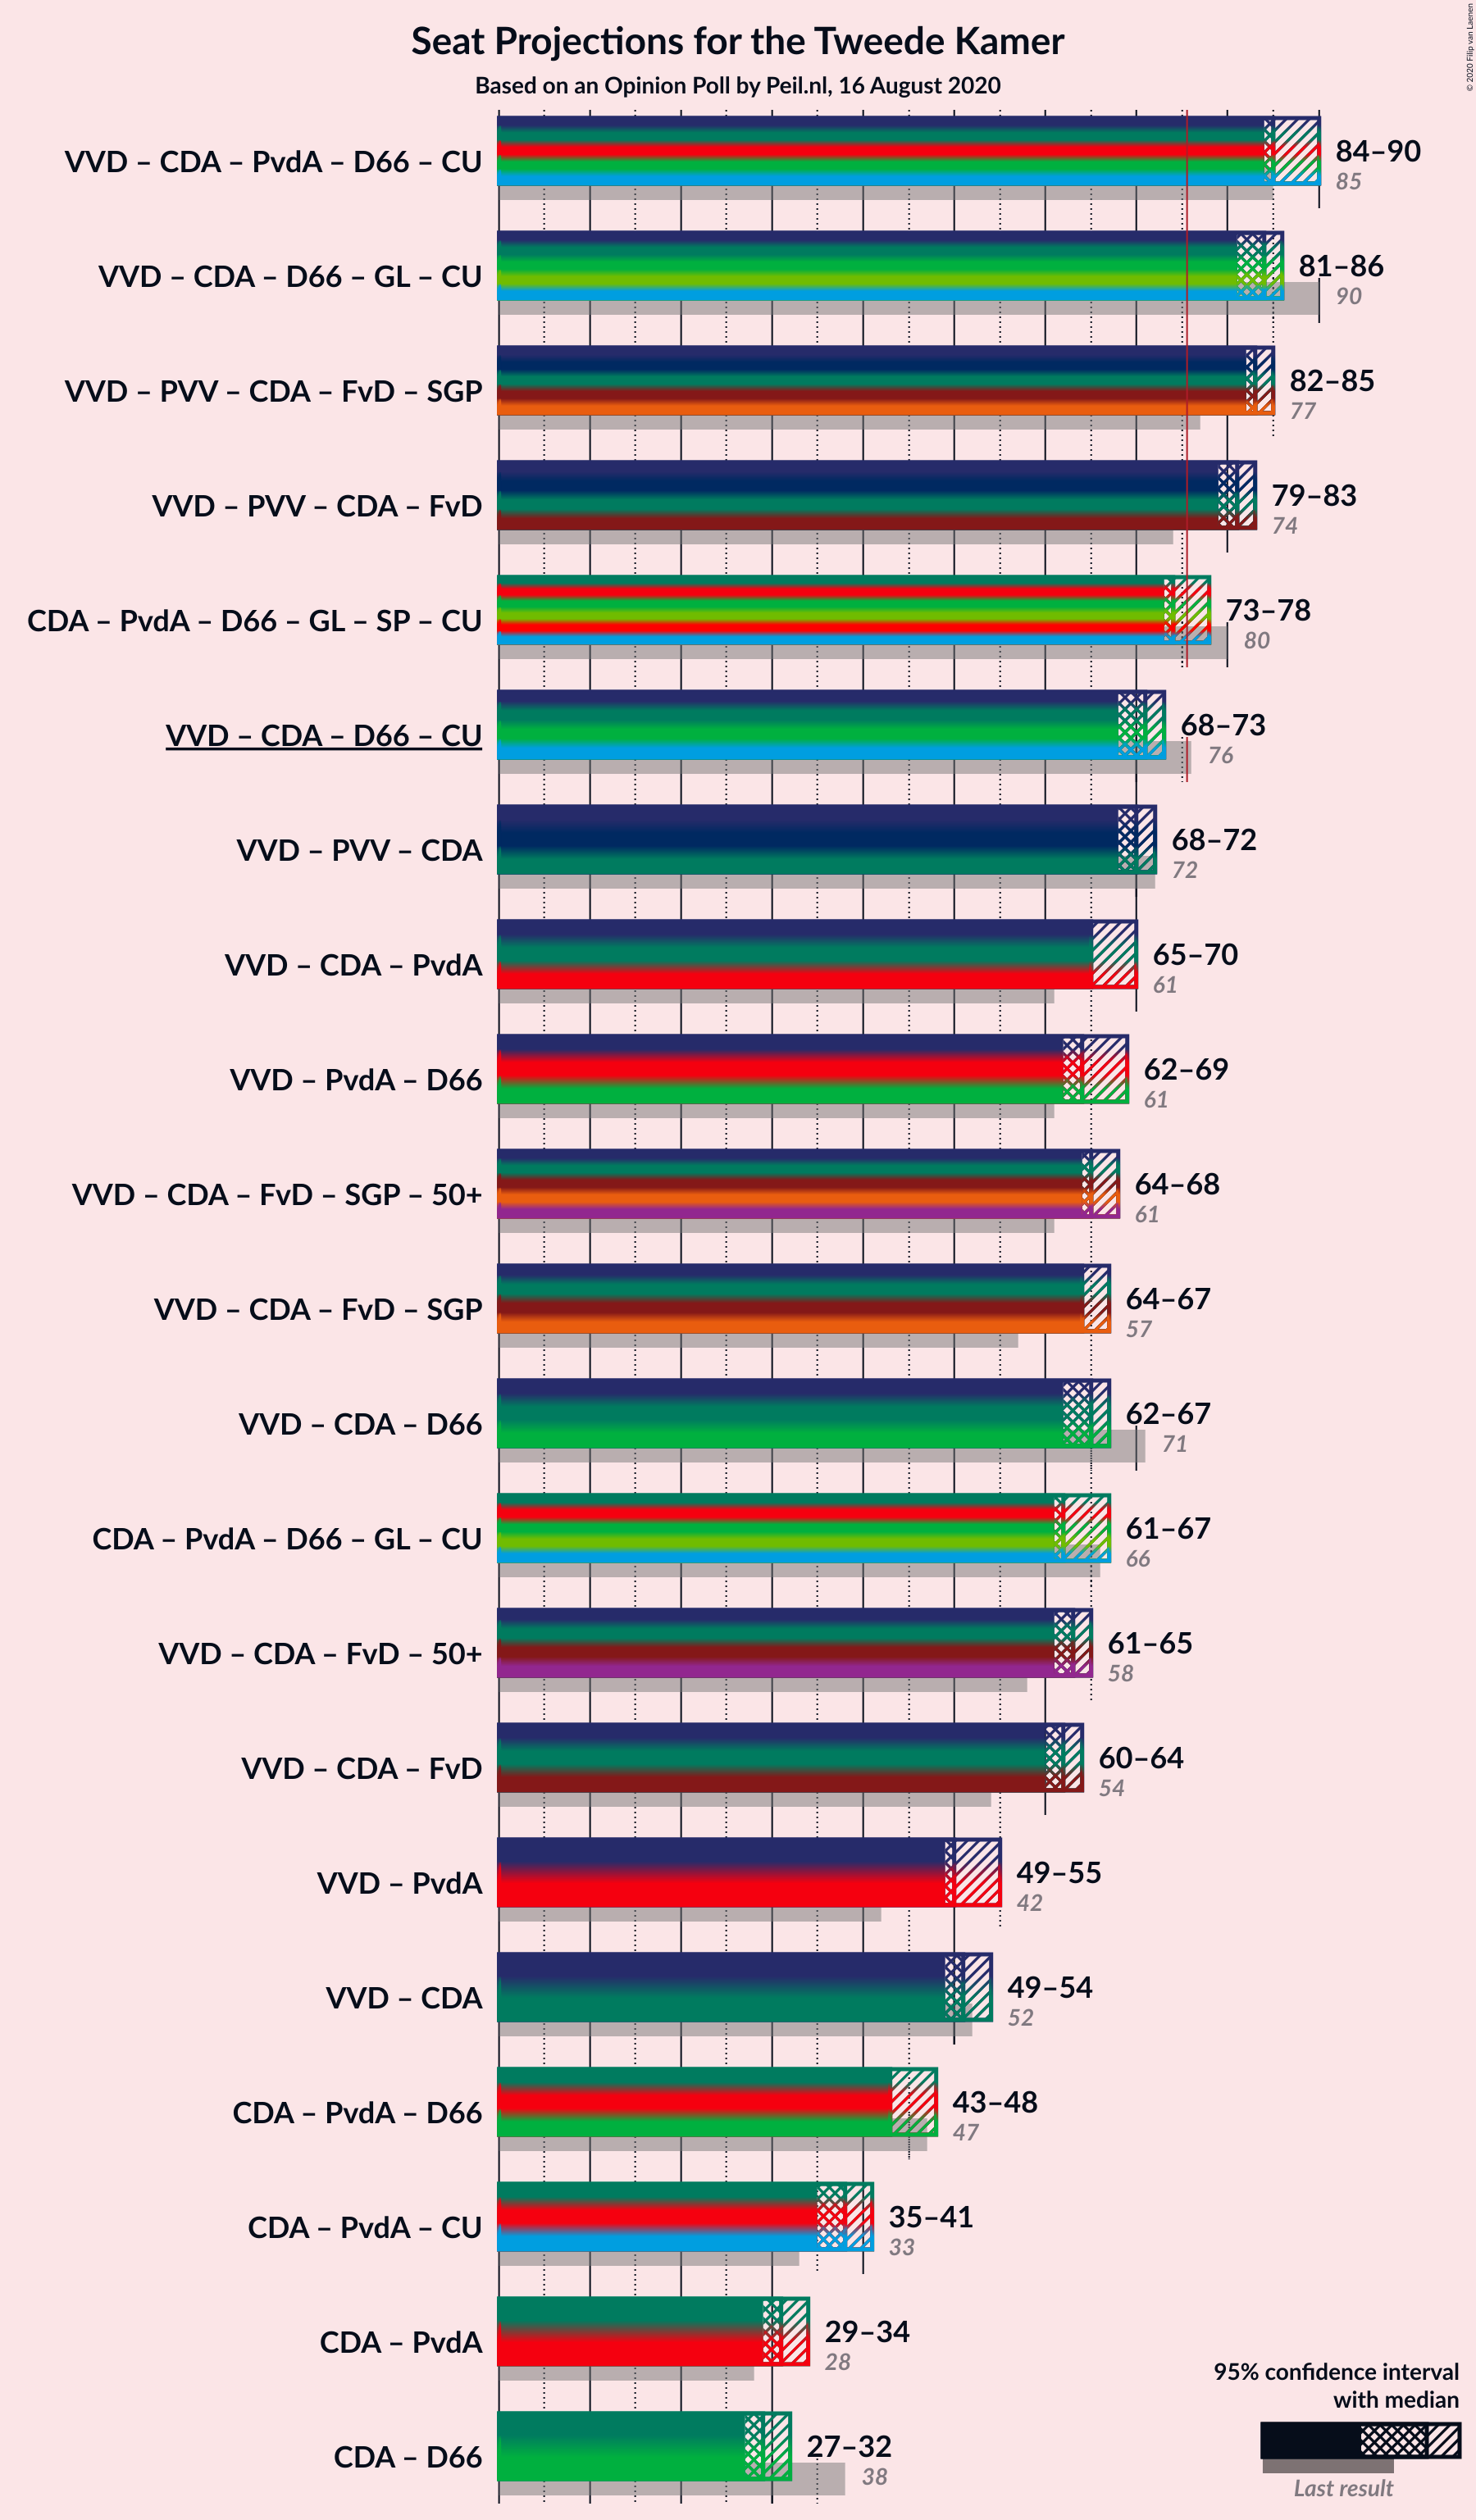 Seat Projections for the Tweede Kamer
Based on an Opinion Poll by Peil.nl, 16 August 2020
© 2020 Filip van Laenen
VVD – CDA – PvdA – D66 – CU
84–90
85
VVD – CDA – D66 – GL – CU
81–86
90
VVD – PVV – CDA – FvD – SGP
82–85
77
VVD – PVV – CDA – FvD
79–83
74
CDA – PvdA – D66 – GL – SP – CU
73–78
80
VVD – CDA – D66 – CU
68–73
76
VVD – PVV – CDA
68–72
72
VVD – CDA – PvdA
65–70
61
VVD – PvdA – D66
62–69
61
VVD – CDA – FvD – SGP – 50+
64–68
61
VVD – CDA – FvD – SGP
64–67
57
VVD – CDA – D66
62–67
71
CDA – PvdA – D66 – GL – CU
61–67
66
VVD – CDA – FvD – 50+
61–65
58
VVD – CDA – FvD
60–64
54
VVD – PvdA
49–55
42
VVD – CDA
49–54
52
CDA – PvdA – D66
43–48
47
CDA – PvdA – CU
35–41
33
CDA – PvdA
29–34
28
CDA – D66
27–32
38
95% confidence interval
with median
Last result